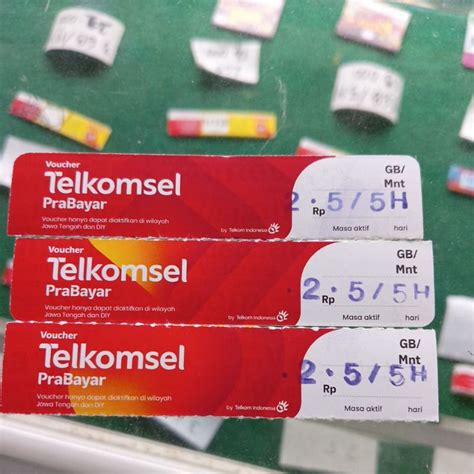 Voucher
Telkomsel
PraBayar
Voucher hanya dapat diaktifkan di wilayah
Jawa Tengah dan DIY
by Telkom Indonesia
GB/
Mnt
2.5/5H
Rp
Masa aktif hari
Voucher
Telkomsel
PraBayar
Voucher hanya dapat diaktifkan di wilayah
Jawa Tengah dan DIY
by Telkom Indonesia
GB/
Mnt
2.5/5H
Rp
Masa aktif hari
Voucher
Telkomsel
PraBayar
Voucher hanya dapat diaktifkan di wilayah
Jawa Tengah dan DIY
by Telkom Indonesia
GB/
Mnt
2.5/5H
Rp
Masa aktif hari